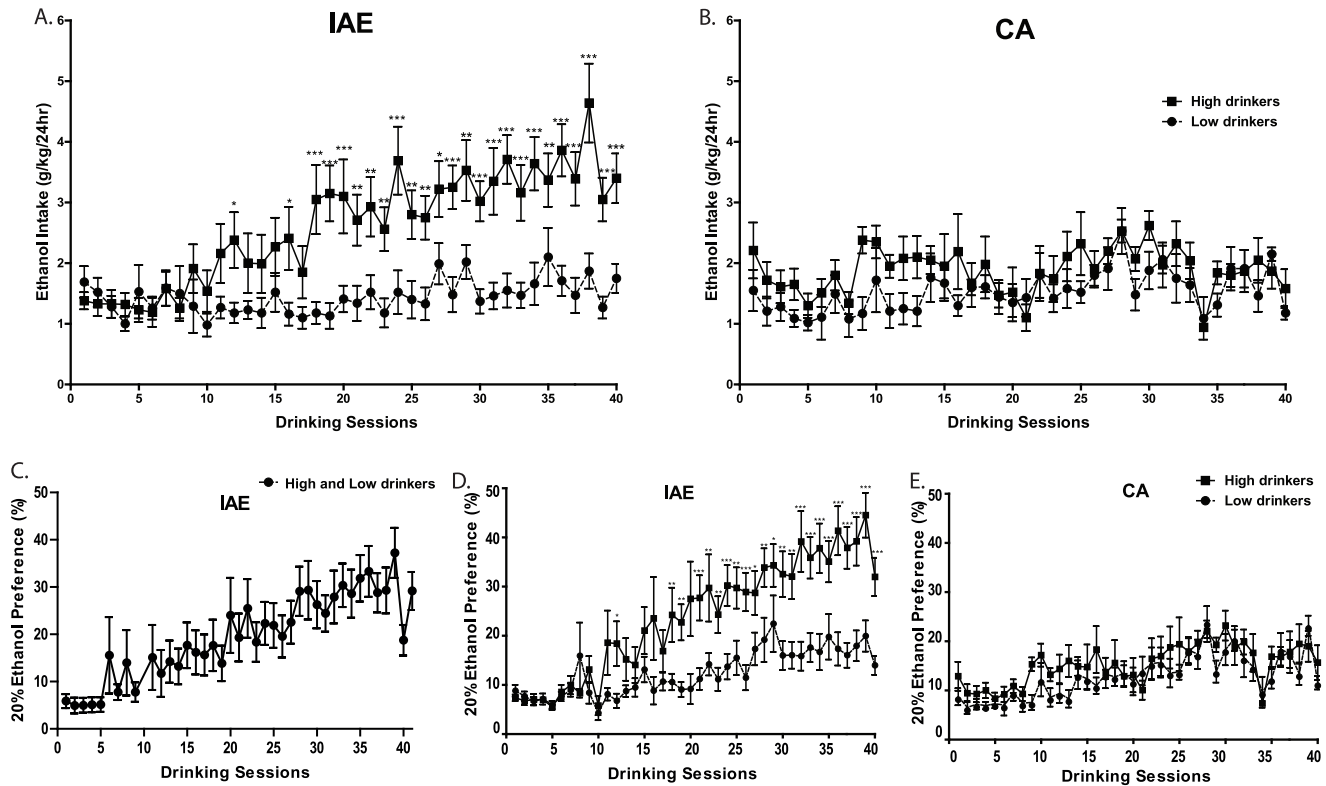 A.
IAE
6
5
4
3
2
1
0
Ethanol Intake (g/kg/24hr)
*
*
***
***
***
**
**
**
***
**
**
*
***
**
***
***
***
***
***
**
***
***
***
***
***
0 5 10 15 20 25 30 35 40
Drinking Sessions
B.
CA
6
5
4
3
2
1
0
Ethanol Intake (g/kg/24hr)
High drinkers
Low drinkers
0 5 10 15 20 25 30 35 40
Drinking Sessions
C.
IAE
High and Low drinkers
50
40
30
20
10
0
20% Ethanol Preference (%)
0 5 10 15 20 25 30 35 40
Drinking Sessions
D.
IAE
50
40
30
20
10
0
20% Ethanol Preference (%)
0 5 10 15 20 25 30 35 40
Drinking Sessions
E.
CA
High drinkers
Low drinkers
50
40
30
20
10
0
20% Ethanol Preference (%)
0 5 10 15 20 25 30 35 40
Drinking Sessions